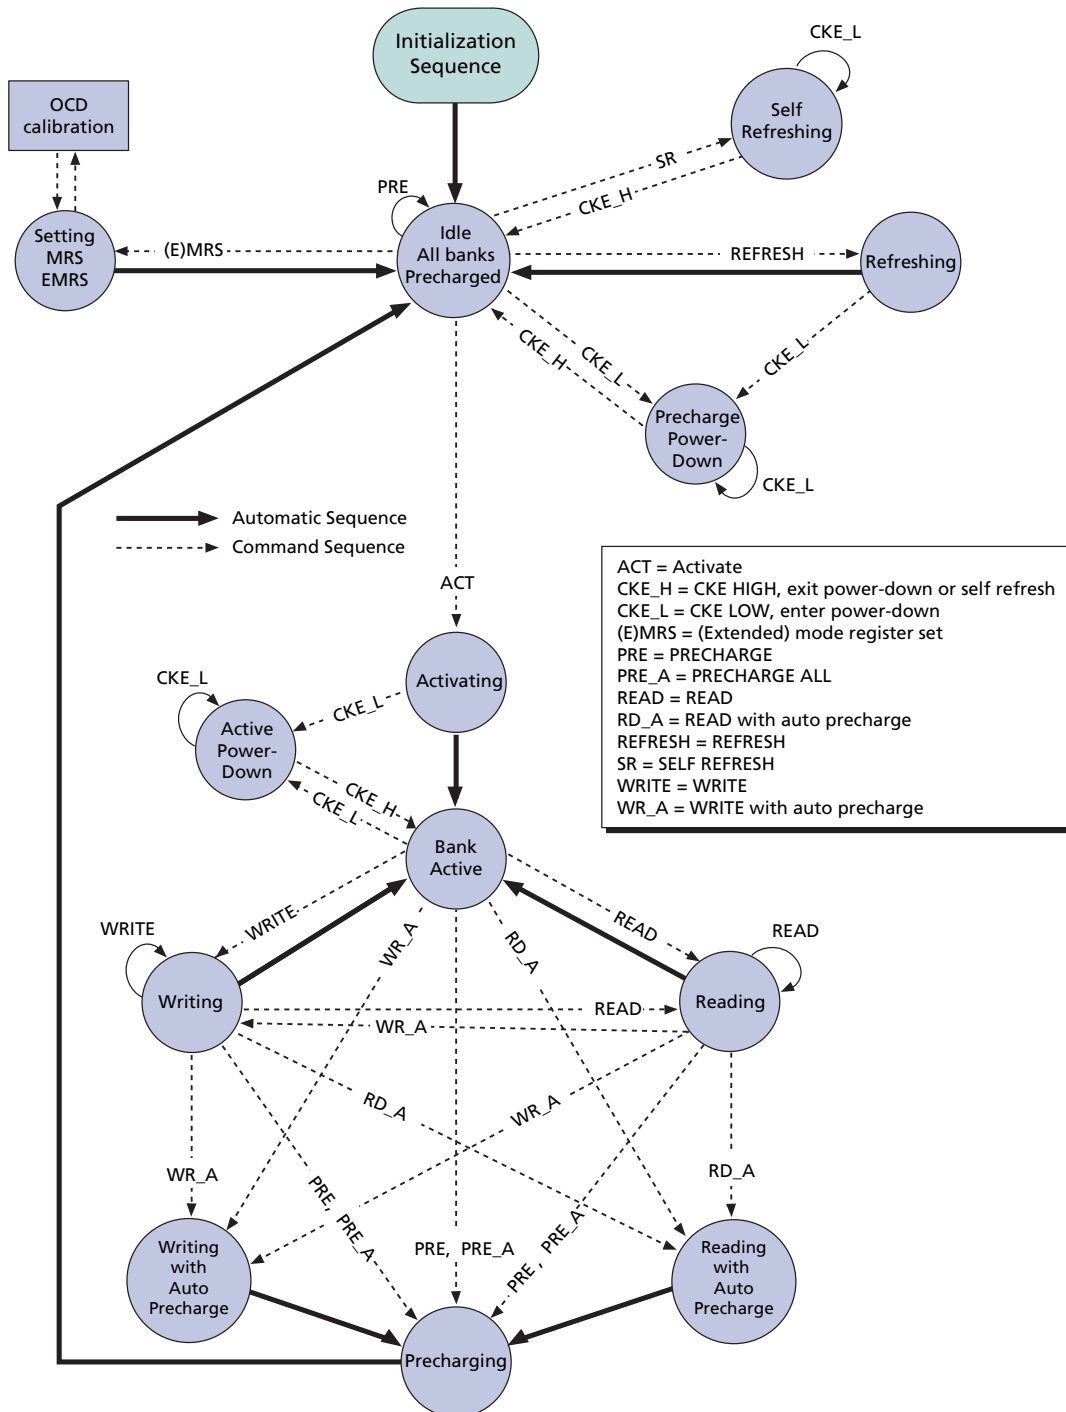 Initialization
Sequence
CKE_L
OCD
calibration
Self
Refreshing
SR
PRE
CKE_H
Idle
All banks
Precharged
Setting
MRS
EMRS
(E)MRS
REFRESH
Refreshing
CKE_H
CKE_L
CKE_L
Precharge
Power-
Down
CKE_L
Automatic Sequence
Command Sequence
ACT
ACT = Activate
CKE_H = CKE HIGH, exit power-down or self refresh
CKE_L = CKE LOW, enter power-down
(E)MRS = (Extended) mode register set
PRE = PRECHARGE
PRE_A = PRECHARGE ALL
READ = READ
RD_A = READ with auto precharge
REFRESH = REFRESH
SR = SELF REFRESH
WRITE = WRITE
WR_A = WRITE with auto precharge
CKE_L
Activating
CKE_L
Active
Power-
Down
CKE_H
CKE_L
Bank
Active
WRITE
WRITE
WR_A
RD_A
READ
READ
Writing
READ
Reading
WR_A
RD_A
WR_A
WR_A
RD_A
PRE, PRE_A
PRE, PRE_A
PRE, PRE_A
Writing
with
Auto
Precharge
Reading
with
Auto
Precharge
Precharging